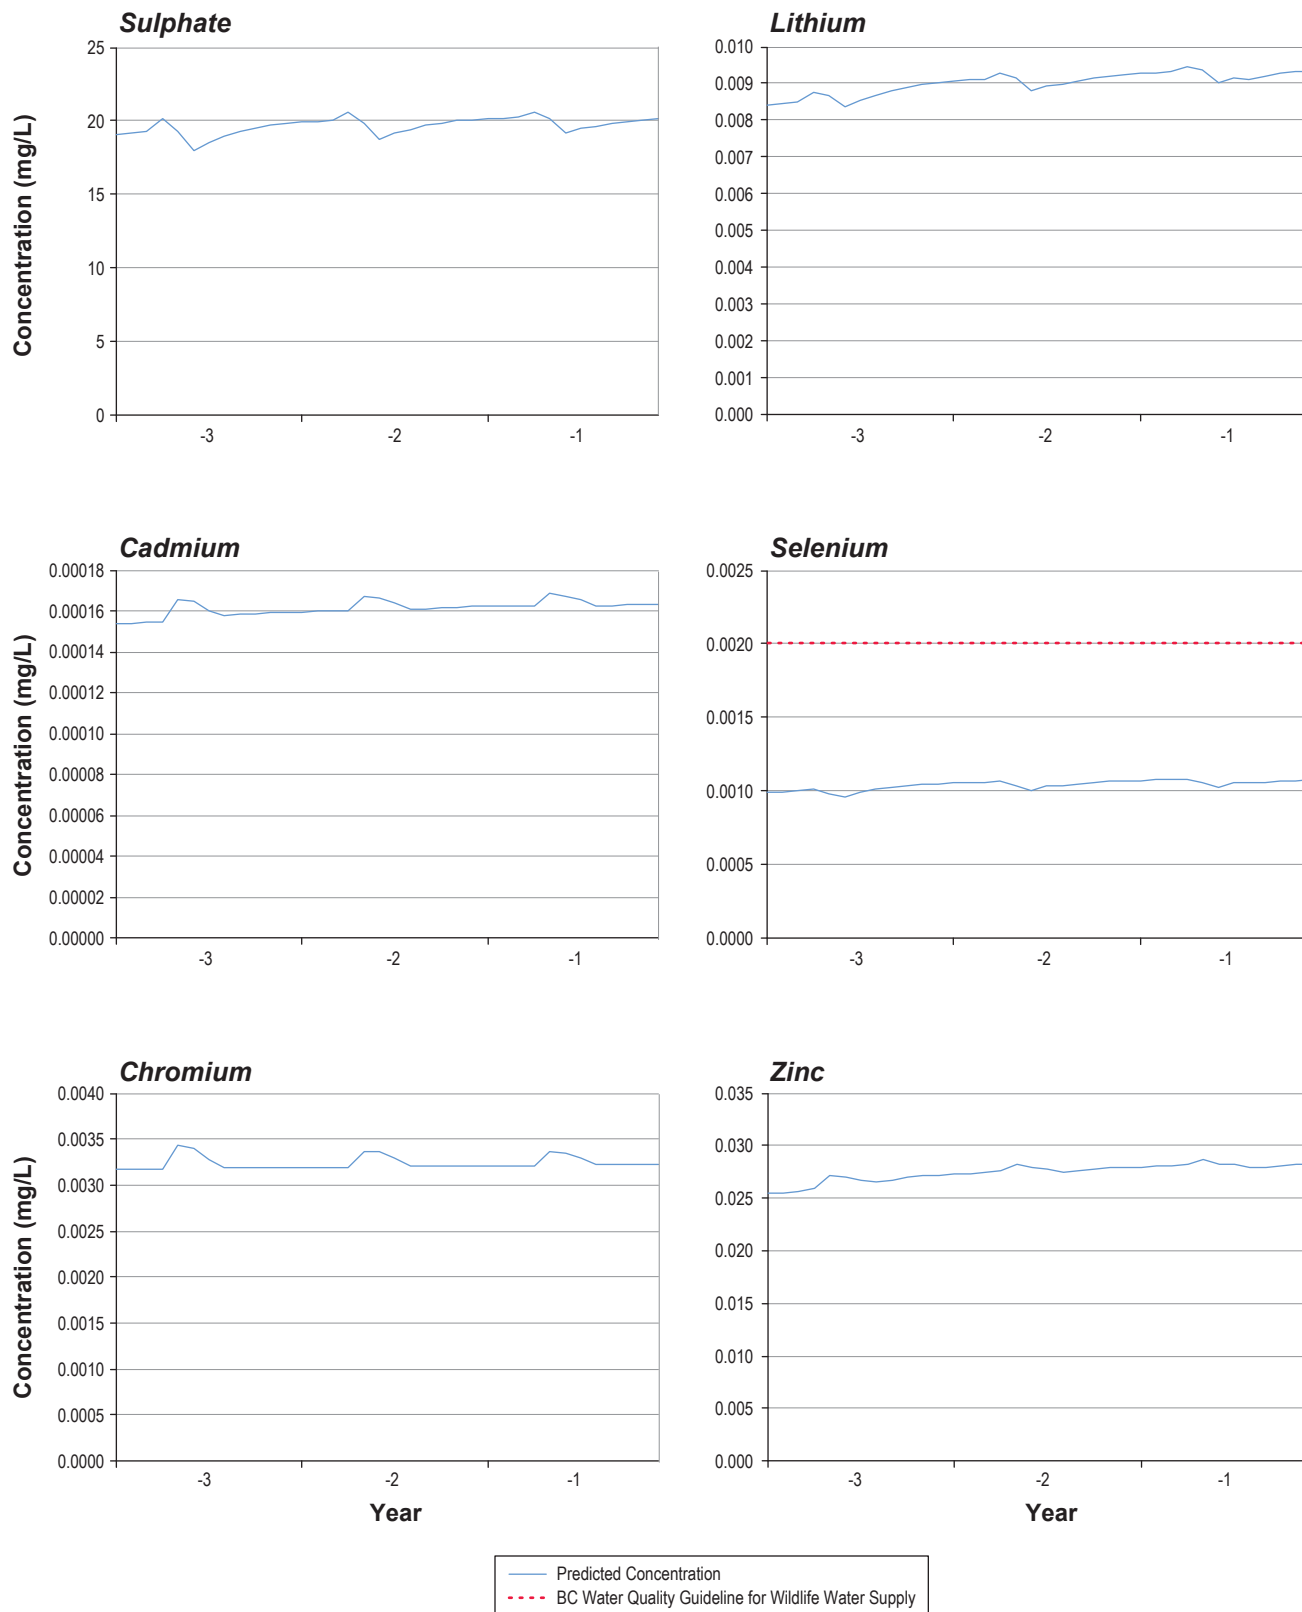 Sulphate
Concentration (mg/L)
25
20
15
10
5
0
-3 -2 -1
Lithium
0.010
0.009
0.008
0.007
0.006
0.005
0.004
0.003
0.002
0.001
0.000
-3 -2 -1
Cadmium
Concentration (mg/L)
0.00018
0.00016
0.00014
0.00012
0.00010
0.00008
0.00006
0.00004
0.00002
0.00000
-3 -2 -1
Selenium
0.0025
0.0020
0.0015
0.0010
0.0005
0.0000
-3 -2 -1
Chromium
Concentration (mg/L)
0.0040
0.0035
0.0030
0.0025
0.0020
0.0015
0.0010
0.0005
0.0000
-3 -2 -1
Year
Zinc
0.035
0.030
0.025
0.020
0.015
0.010
0.005
0.000
-3 -2 -1
Year
Predicted Concentration
BC Water Quality Guideline for Wildlife Water Supply